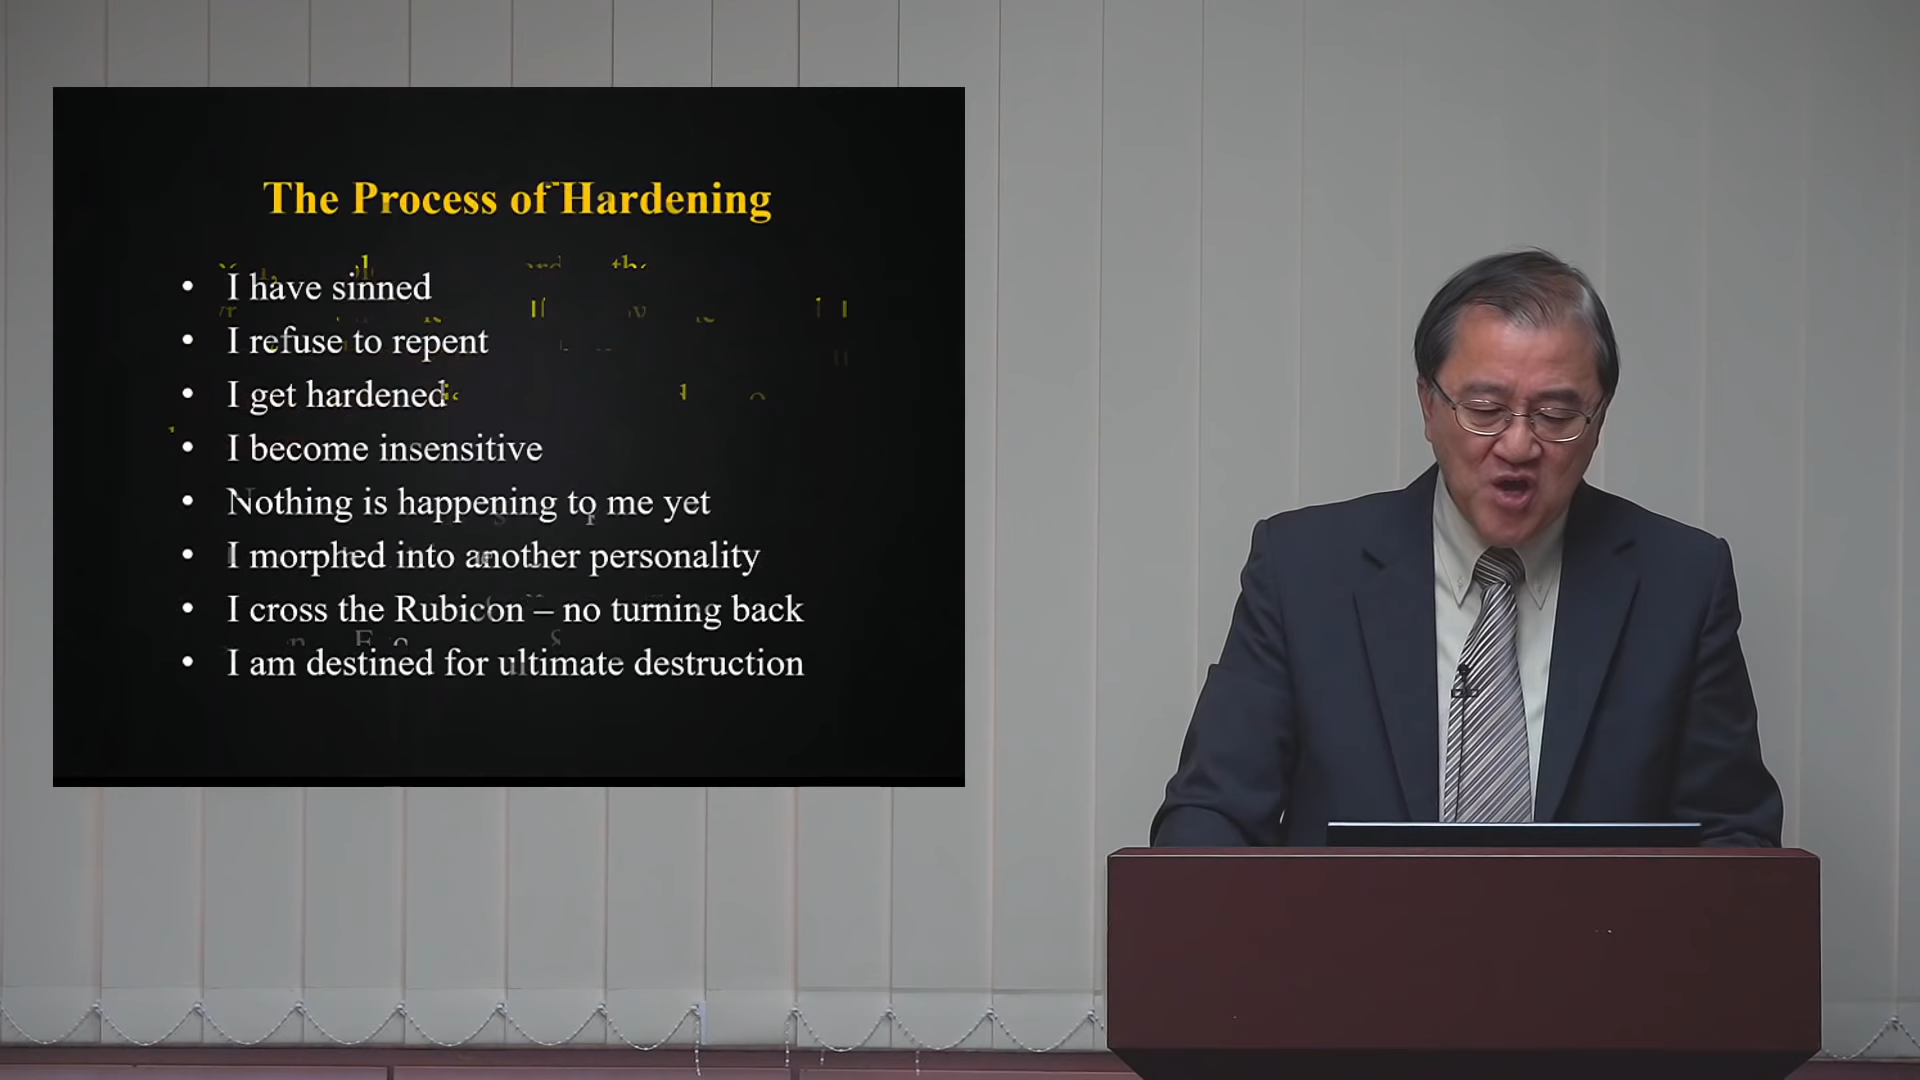 The Process of Hardening
• I have sinned
• I refuse to repent
• I get hardened
• I become insensitive
• Nothing is happening to me yet
• I morphed into another personality
• I cross the Rubicon – no turning back
• I am destined for ultimate destruction